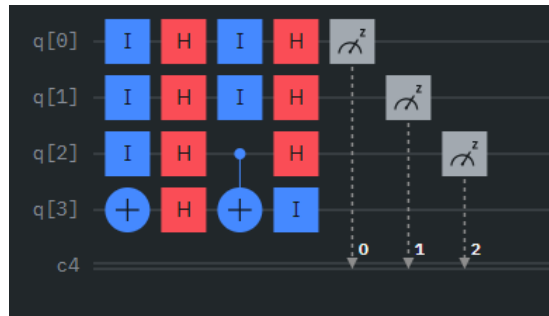 q[0] I H I H z
q[1] I H I H z
q[2] I H H z
q[3] + H + I
c4 0 1 2